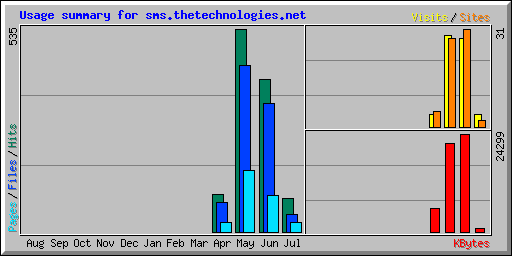 Usage summary for sms.thetechnologies.net
Visits/Sites
535
31
Pages/Files/Hits
24299
Aug Sep Oct Nov Dec Jan Feb Mar Apr May Jun Jul
KBytes